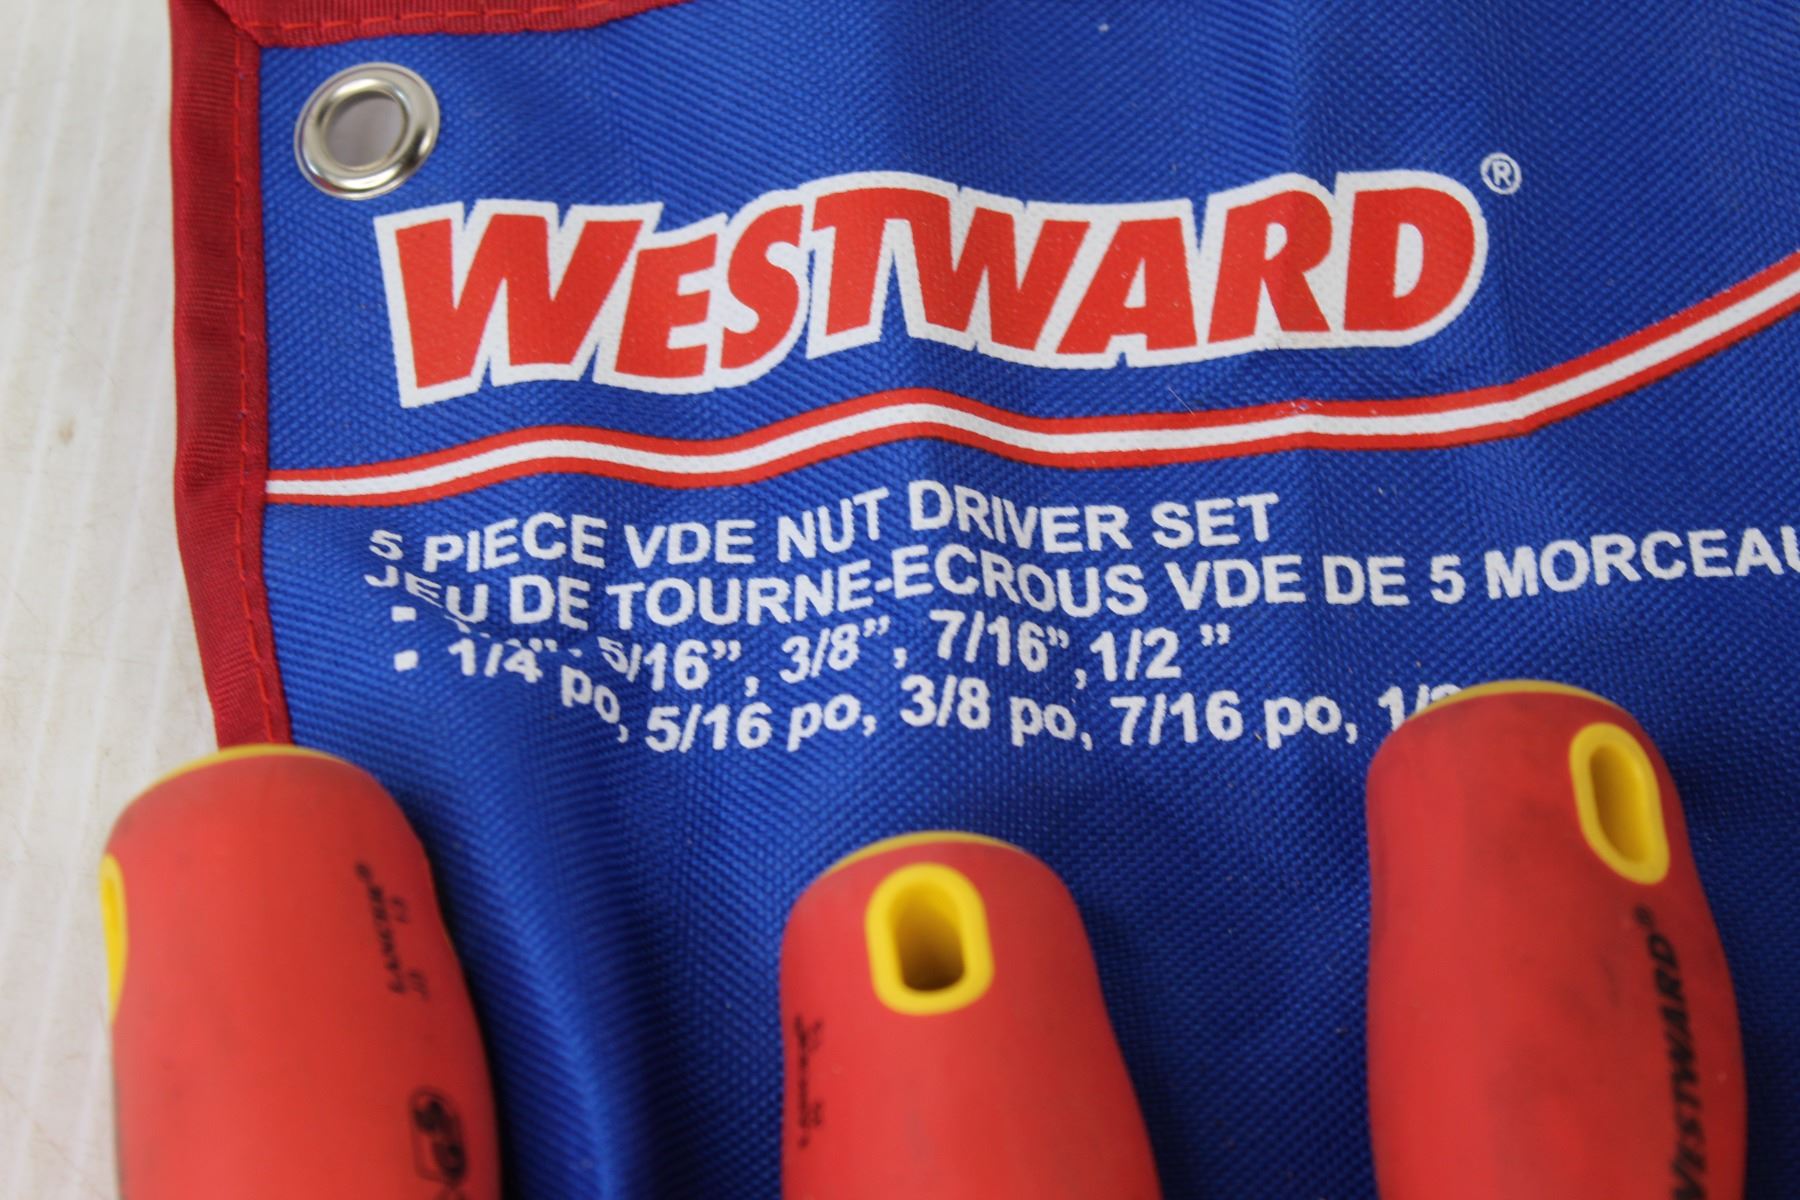 WESTWARD®
5 PIECE VDE NUT DRIVER SET
JEU DE TOURNE-ECROUS VDE DE 5 MORCEAU
- 1/4" 5/16", 3/8", 7/16",1/2 "
- po, 5/16 po, 3/8 po, 7/16 po,
WESTWARD®